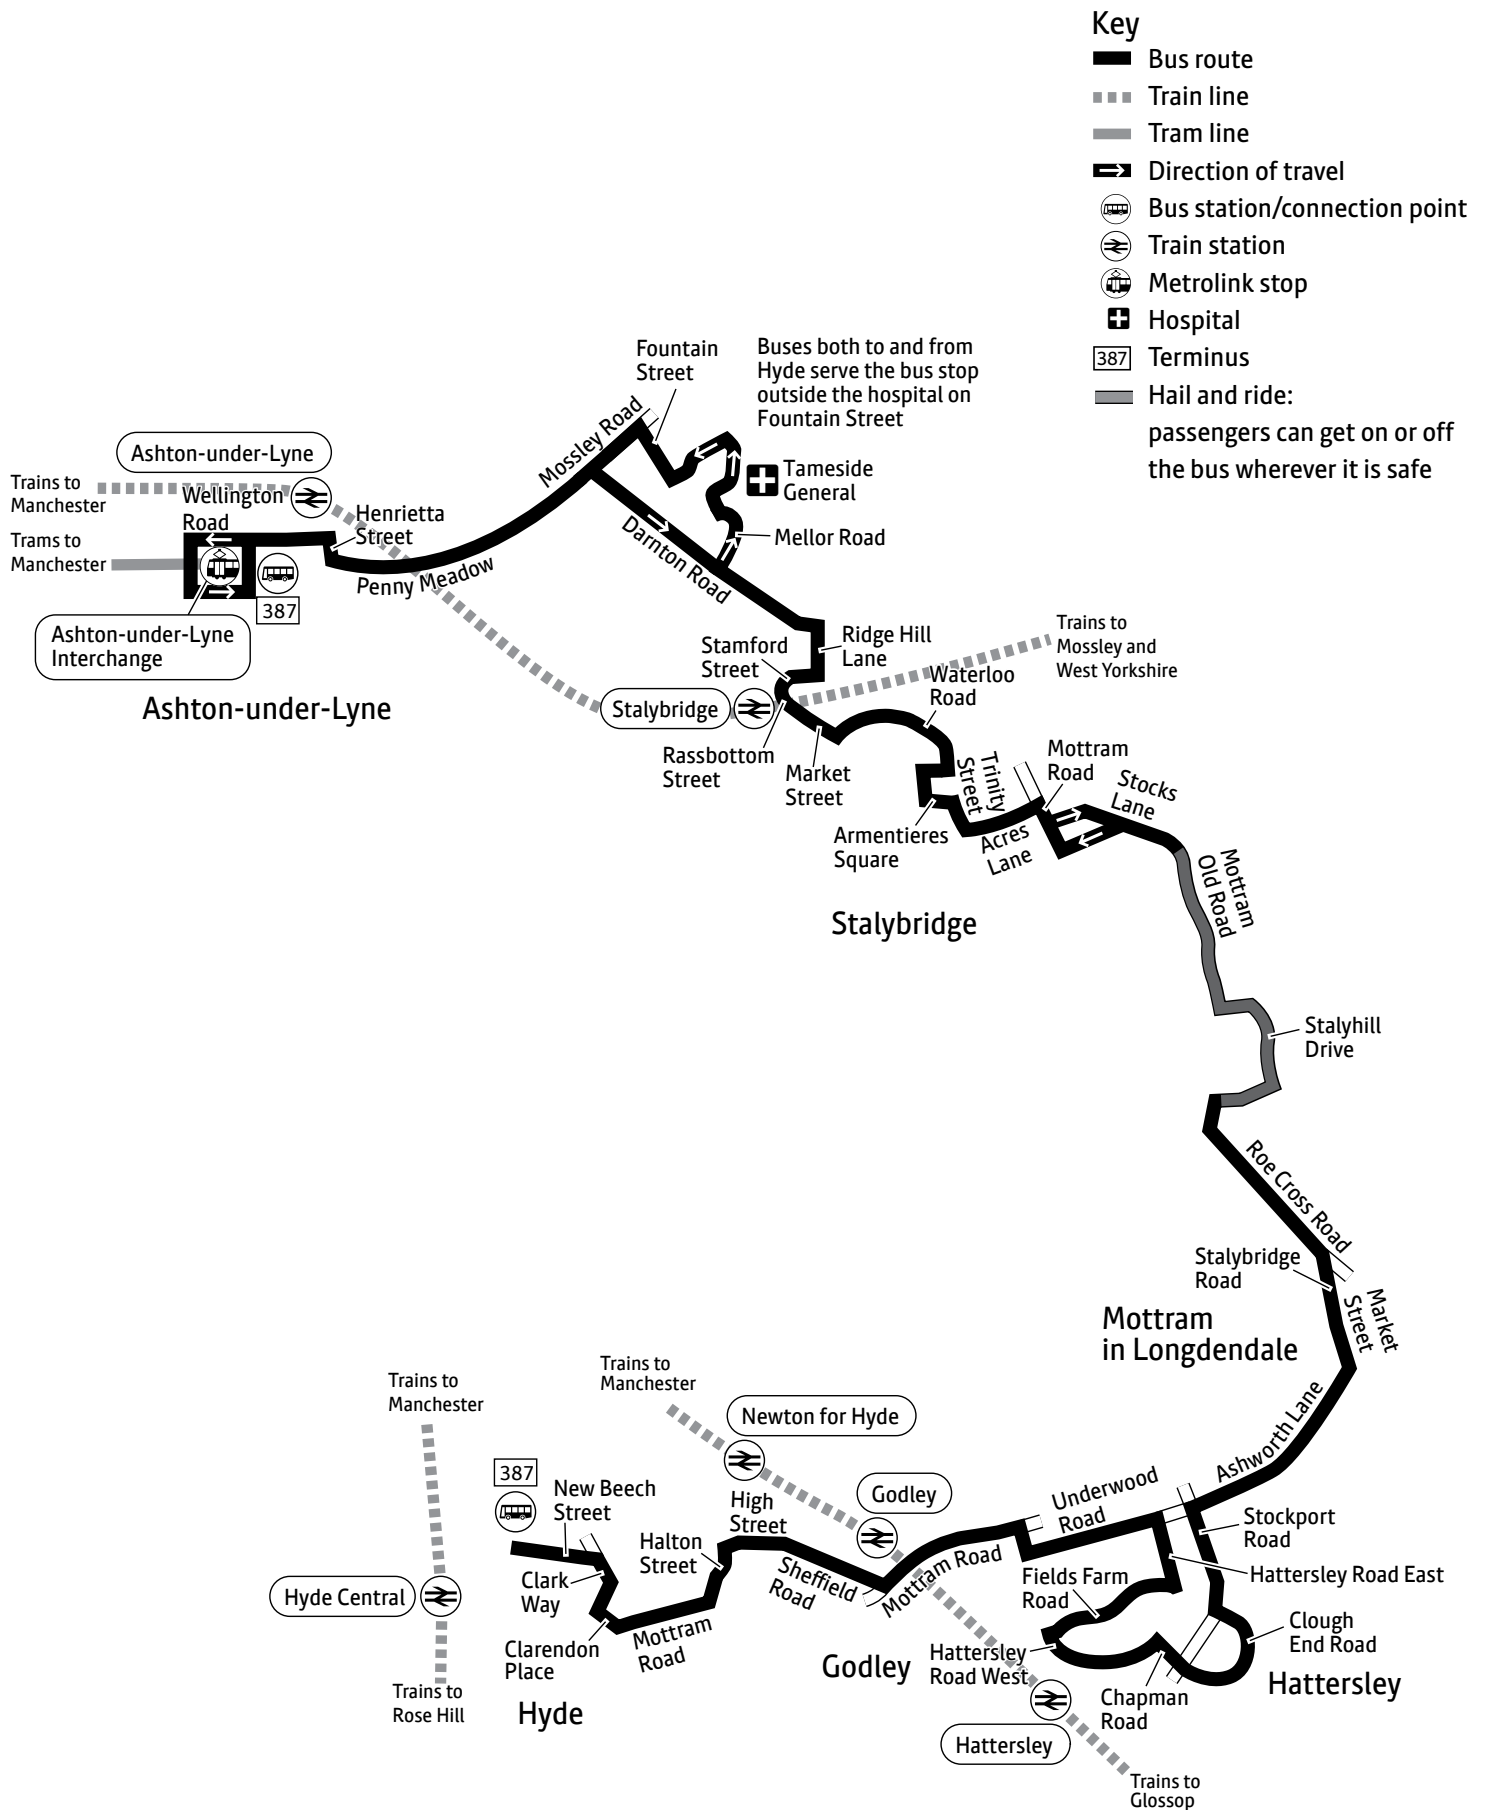 Key
Bus route
Train line
Tram line
Direction of travel
Bus station/connection point
Train station
Metrolink stop
Hospital
387 Terminus
Hail and ride:
passengers can get on or off
the bus wherever it is safe
Fountain
Street
Buses both to and from
Hyde serve the bus stop
outside the hospital on
Fountain Street
Mossley Road
Ashton-under-Lyne
Trains to
Manchester
Wellington
Road
Henrietta
Street
Tameside
General
Trams to
Manchester
Mellor Road
Darnton Road
Penny Meadow
387
Ashton-under-Lyne
Interchange
Ashton-under-Lyne
Stamford
Street
Ridge Hill
Lane
Trains to
Mossley and
West Yorkshire
Waterloo
Road
Stalybridge
Rassbottom
Street
Market
Street
Trinity
Street
Mottram
Road
Stocks
Lane
Armentieres
Square
Acres
Lane
Mottram
Old Road
Stalybridge
Stalyhill
Drive
Roe Cross Road
Stalybridge
Road
Market
Street
Mottram
in Longdendale
Trains to
Manchester
Trains to
Manchester
Newton for Hyde
Ashworth Lane
387
New Beech
Street
Godley
High
Street
Underwood
Road
Stockport
Road
Halton
Street
Sheffield
Road
Mottram Road
Hattersley Road East
Fields Farm
Road
Clark
Way
Hyde Central
Clarendon
Place
Mottram
Road
Clough
End Road
Godley
Hattersley
Road West
Hattersley
Chapman
Road
Trains to
Rose Hill
Hyde
Hattersley
Trains to
Glossop